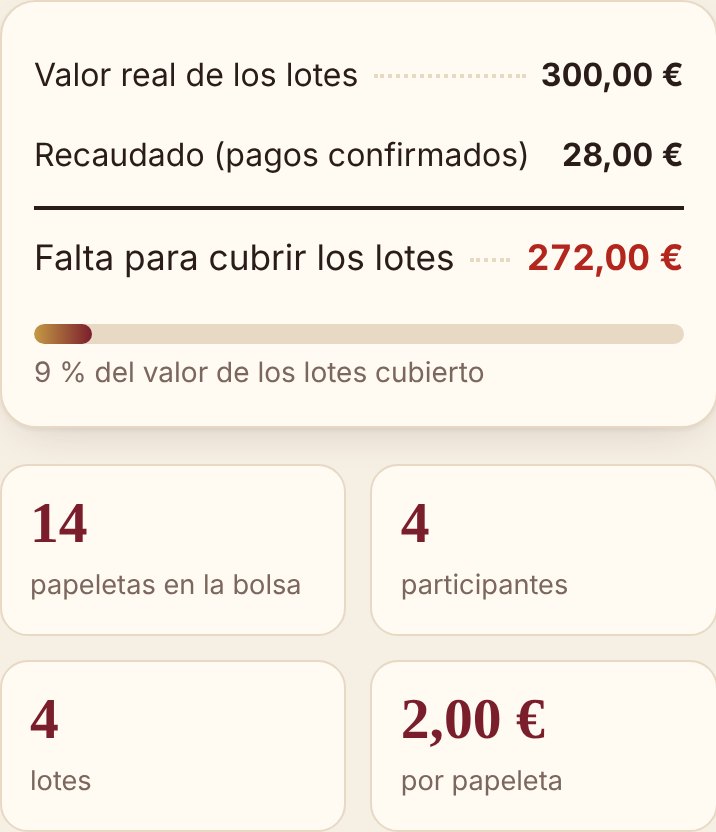 Valor real de los lotes 300,00 €
Recaudado (pagos confirmados) 28,00 €
Falta para cubrir los lotes 272,00 €
9 % del valor de los lotes cubierto
14
papeletas en la bolsa
4
participantes
4
lotes
2,00 €
por papeleta